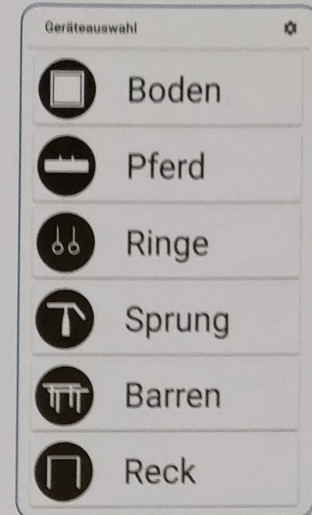 Geräteauswahl
Boden
Pferd
Ringe
Sprung
Barren
Reck